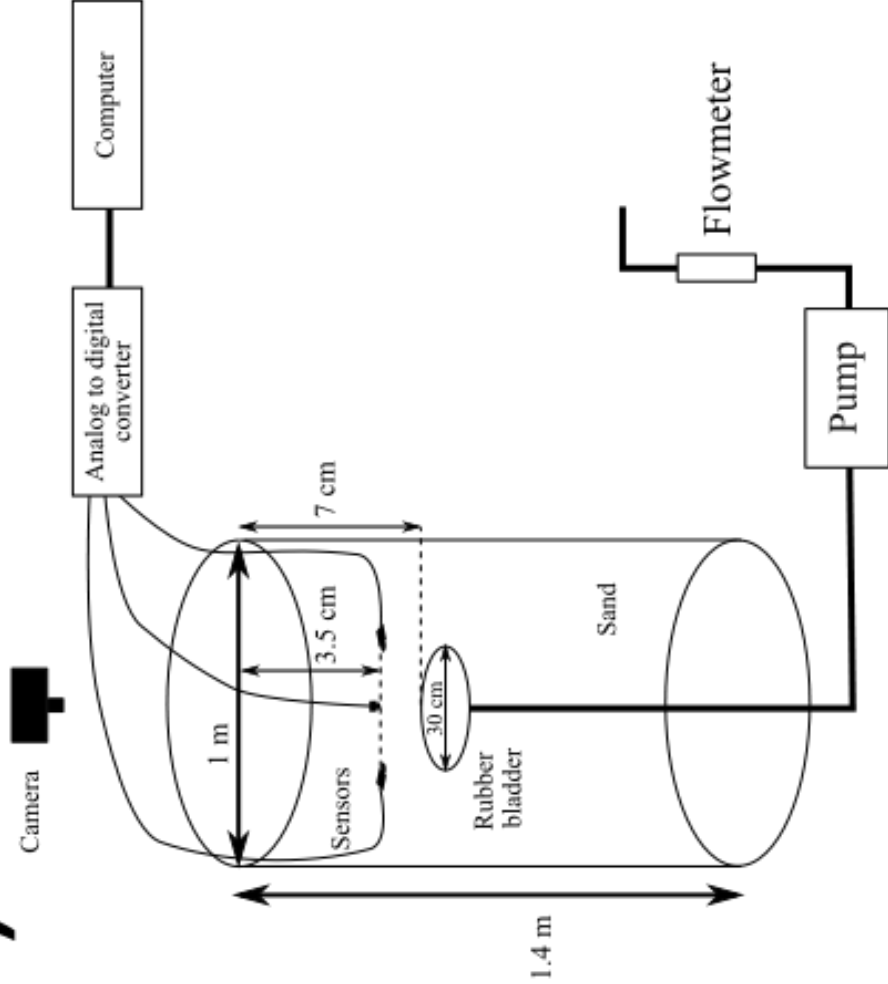 Camera
Computer
Analog to digital
converter
1 m
3.5 cm
7 cm
Sensors
30 cm
Rubber
bladder
Sand
1.4 m
Flowmeter
Pump